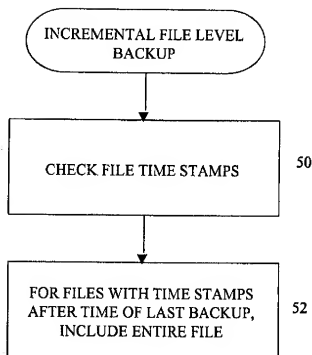 INCREMENTAL FILE LEVEL
BACKUP
CHECK FILE TIME STAMPS
50
FOR FILES WITH TIME STAMPS
AFTER TIME OF LAST BACKUP,
INCLUDE ENTIRE FILE
52